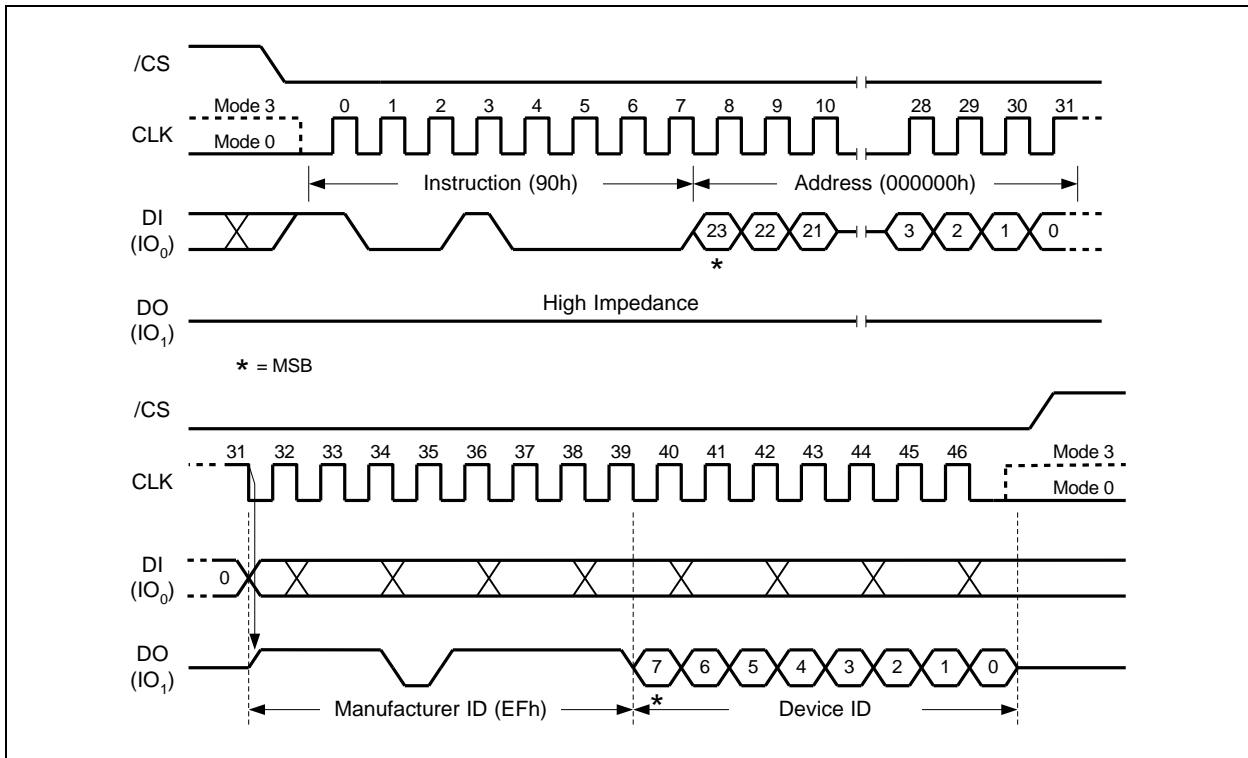 /CS
Mode 3 0 1 2 3 4 5 6 7 8 9 10 28 29 30 31
CLK
Mode 0
Instruction (90h) Address (000000h)
DI
(IO0)
23 22 21 3 2 1 0
*
High Impedance
DO
(IO1)
* = MSB
/CS
31 32 33 34 35 36 37 38 39 40 41 42 43 44 45 46 Mode 3
CLK
Mode 0
DI
(IO0)
0
DO
(IO1)
7 6 5 4 3 2 1 0
*
Manufacturer ID (EFh) Device ID